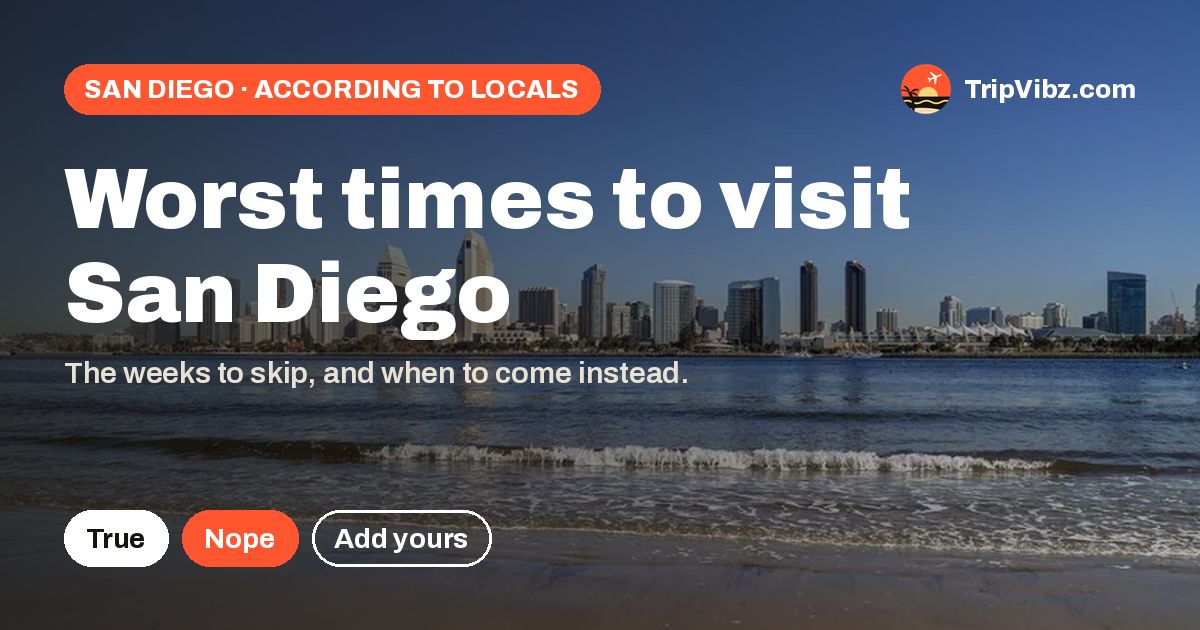 SAN DIEGO · ACCORDING TO LOCALS
TripVibz.com
Worst times to visit
San Diego
The weeks to skip, and when to come instead.
True
Nope
Add yours